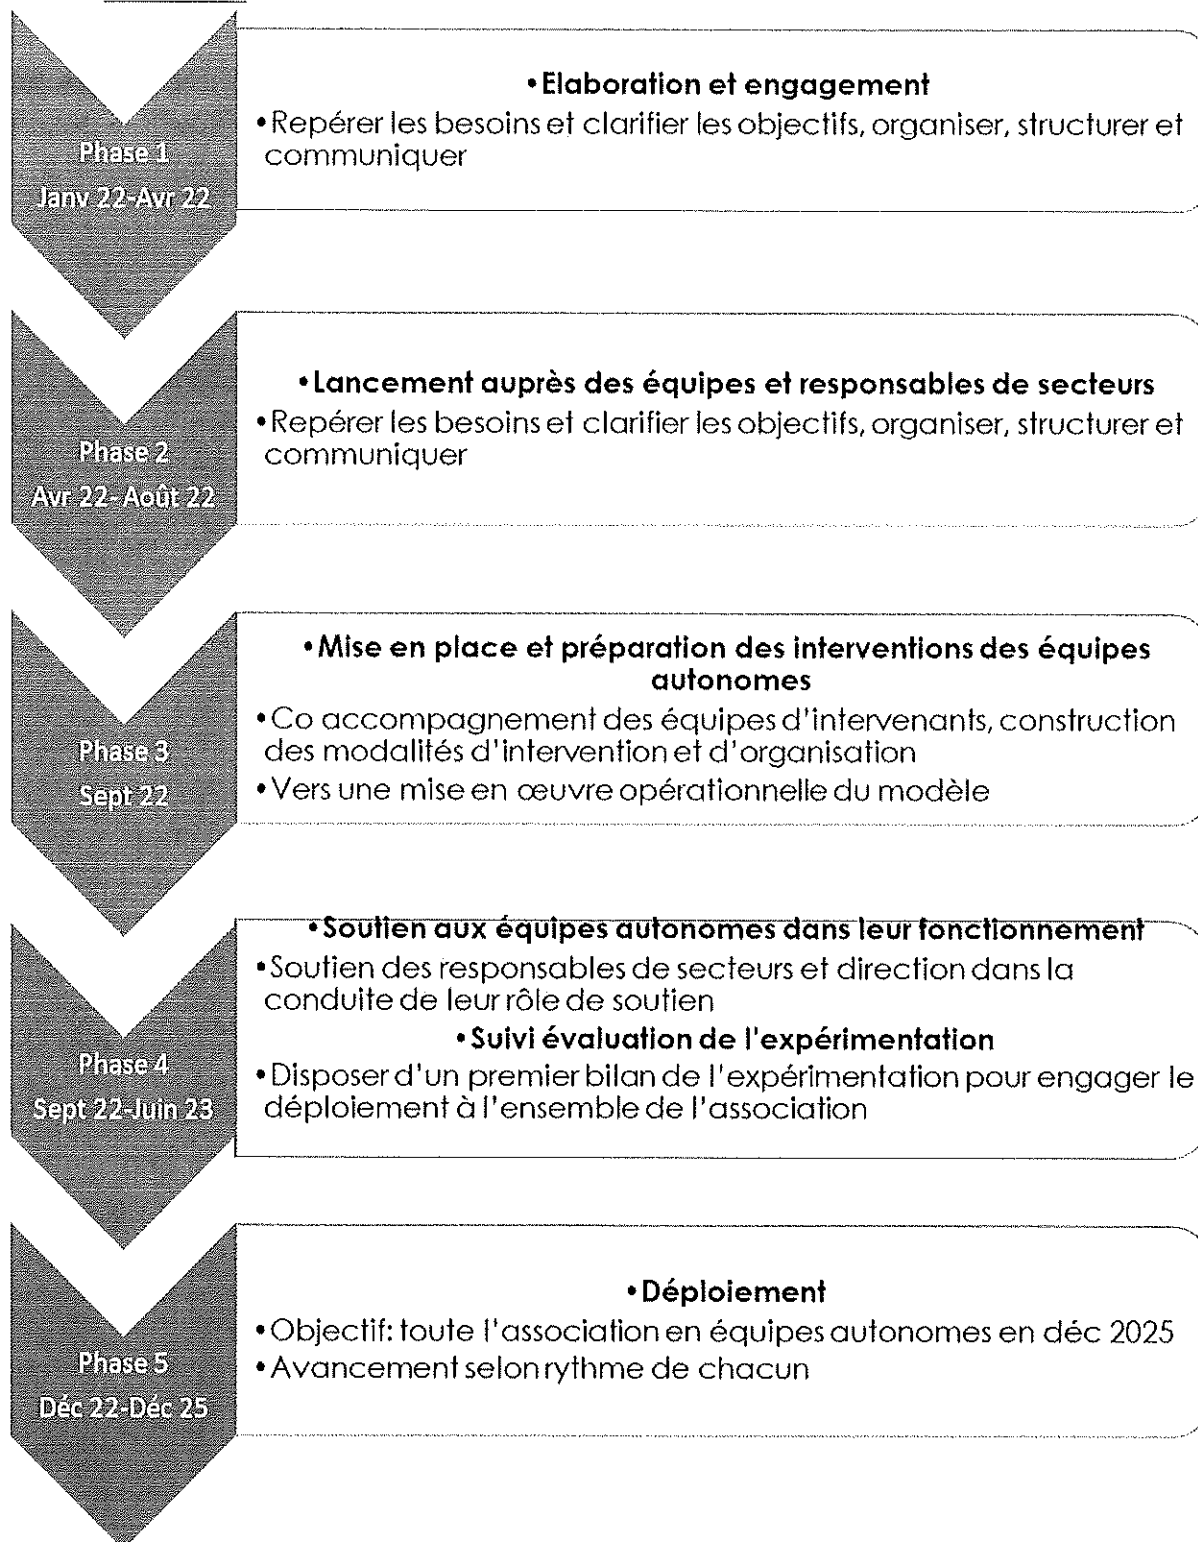 •Elaboration et engagement
•Repérer les besoins et clarifier les objectifs, organiser, structurer et
communiquer
Phase 1
Janv 22-Avr 22
•Lancement auprès des équipes et responsables de secteurs
•Repérer les besoins et clarifier les objectifs, organiser, structurer et
communiquer
Phase 2
Avr 22- Août 22
•Mise en place et préparation des interventions des équipes
autonomes
•Co accompagnement des équipes d'intervenants, construction
des modalités d'intervention et d'organisation
•Vers une mise en œuvre opérationnelle du modèle
Phase 3
Sept 22
•Soutien aux équipes autonomes dans leur fonctionnement
•Soutien des responsables de secteurs et direction dans la
conduite de leur rôle de soutien
•Suivi évaluation de l'expérimentation
•Disposer d'un premier bilan de l'expérimentation pour engager le
déploiement à l'ensemble de l'association
Phase 4
Sept 22-Juin 23
•Déploiement
•Objectif: toute l'association en équipes autonomes en déc 2025
•Avancement selon rythme de chacun
Phase 5
Déc 22-Déc 25